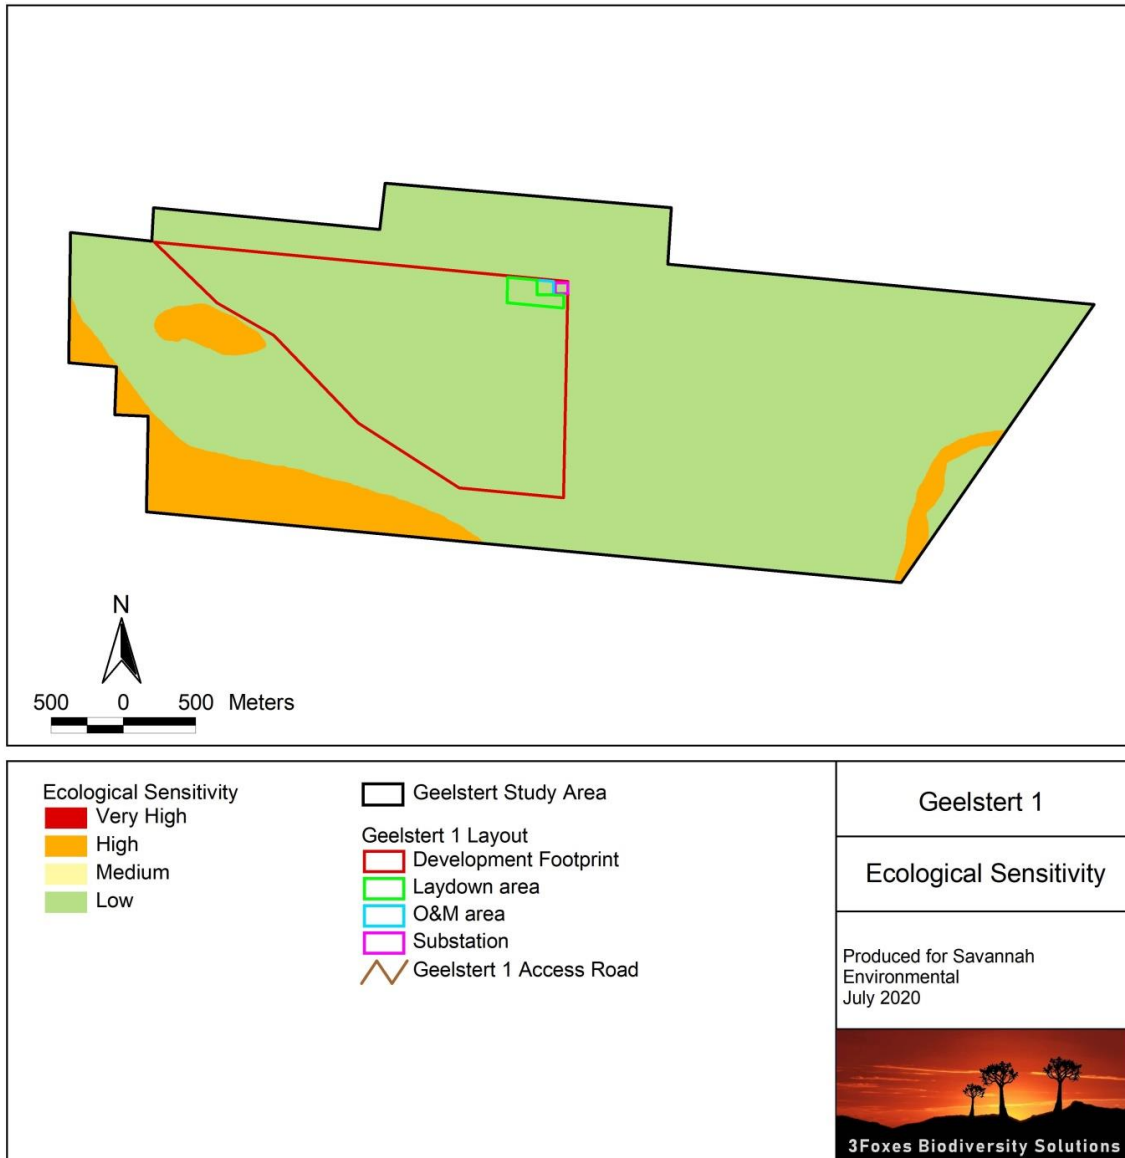 N
500 0 500 Meters
Ecological Sensitivity
Very High
High
Medium
Low
Geelstert Study Area
Geelstert 1 Layout
Development Footprint
Laydown area
O&M area
Substation
Geelstert 1 Access Road
Geelstert 1
Ecological Sensitivity
Produced for Savannah
Environmental
July 2020
3Foxes Biodiversity Solutions